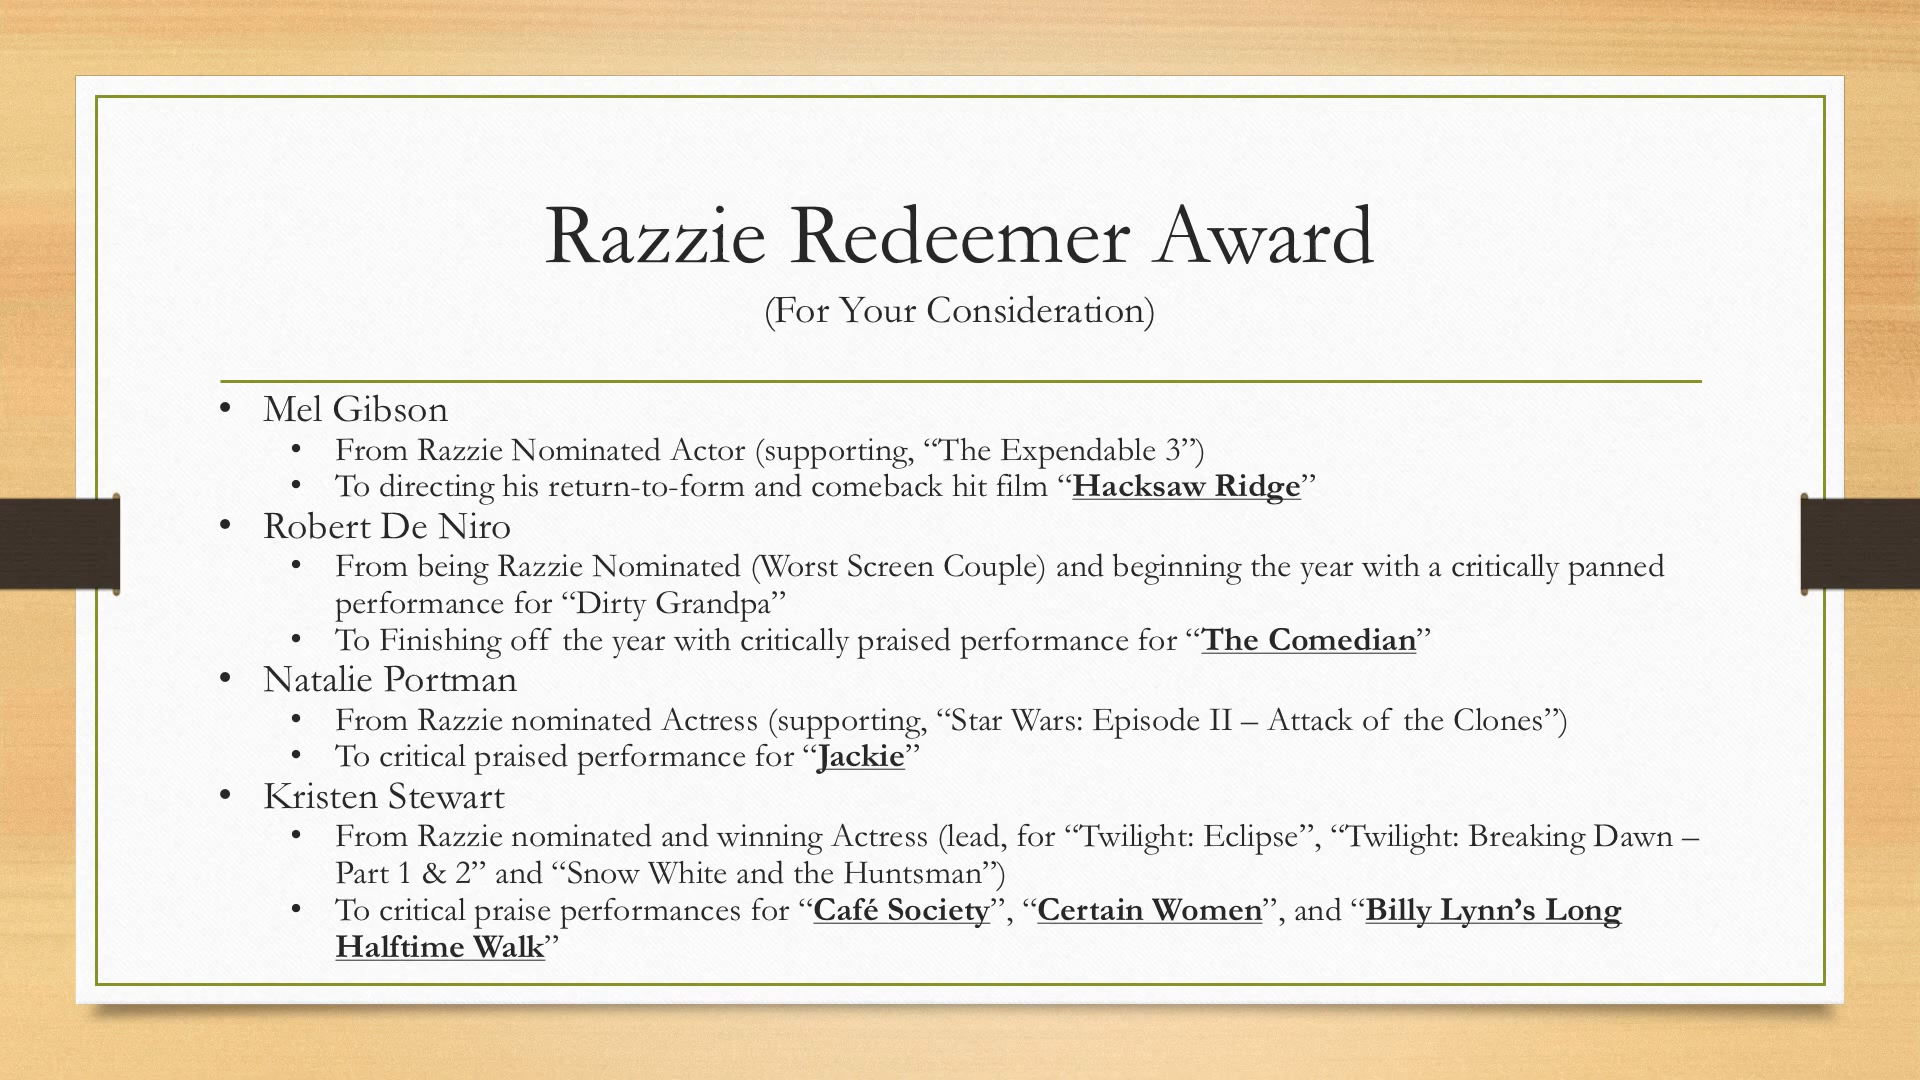 Razzie Redeemer Award
(For Your Consideration)
• Mel Gibson
• From Razzie Nominated Actor (supporting, “The Expendable 3”)
• To directing his return-to-form and comeback hit film “Hacksaw Ridge”
• Robert De Niro
• From being Razzie Nominated (Worst Screen Couple) and beginning the year with a critically panned
performance for “Dirty Grandpa”
• To Finishing off the year with critically praised performance for “The Comedian”
• Natalie Portman
• From Razzie nominated Actress (supporting, “Star Wars: Episode II – Attack of the Clones”)
• To critical praised performance for “Jackie”
• Kristen Stewart
• From Razzie nominated and winning Actress (lead, for “Twilight: Eclipse”, “Twilight: Breaking Dawn –
Part 1 & 2” and “Snow White and the Huntsman”)
• To critical praise performances for “Café Society”, “Certain Women”, and “Billy Lynn’s Long
Halftime Walk”